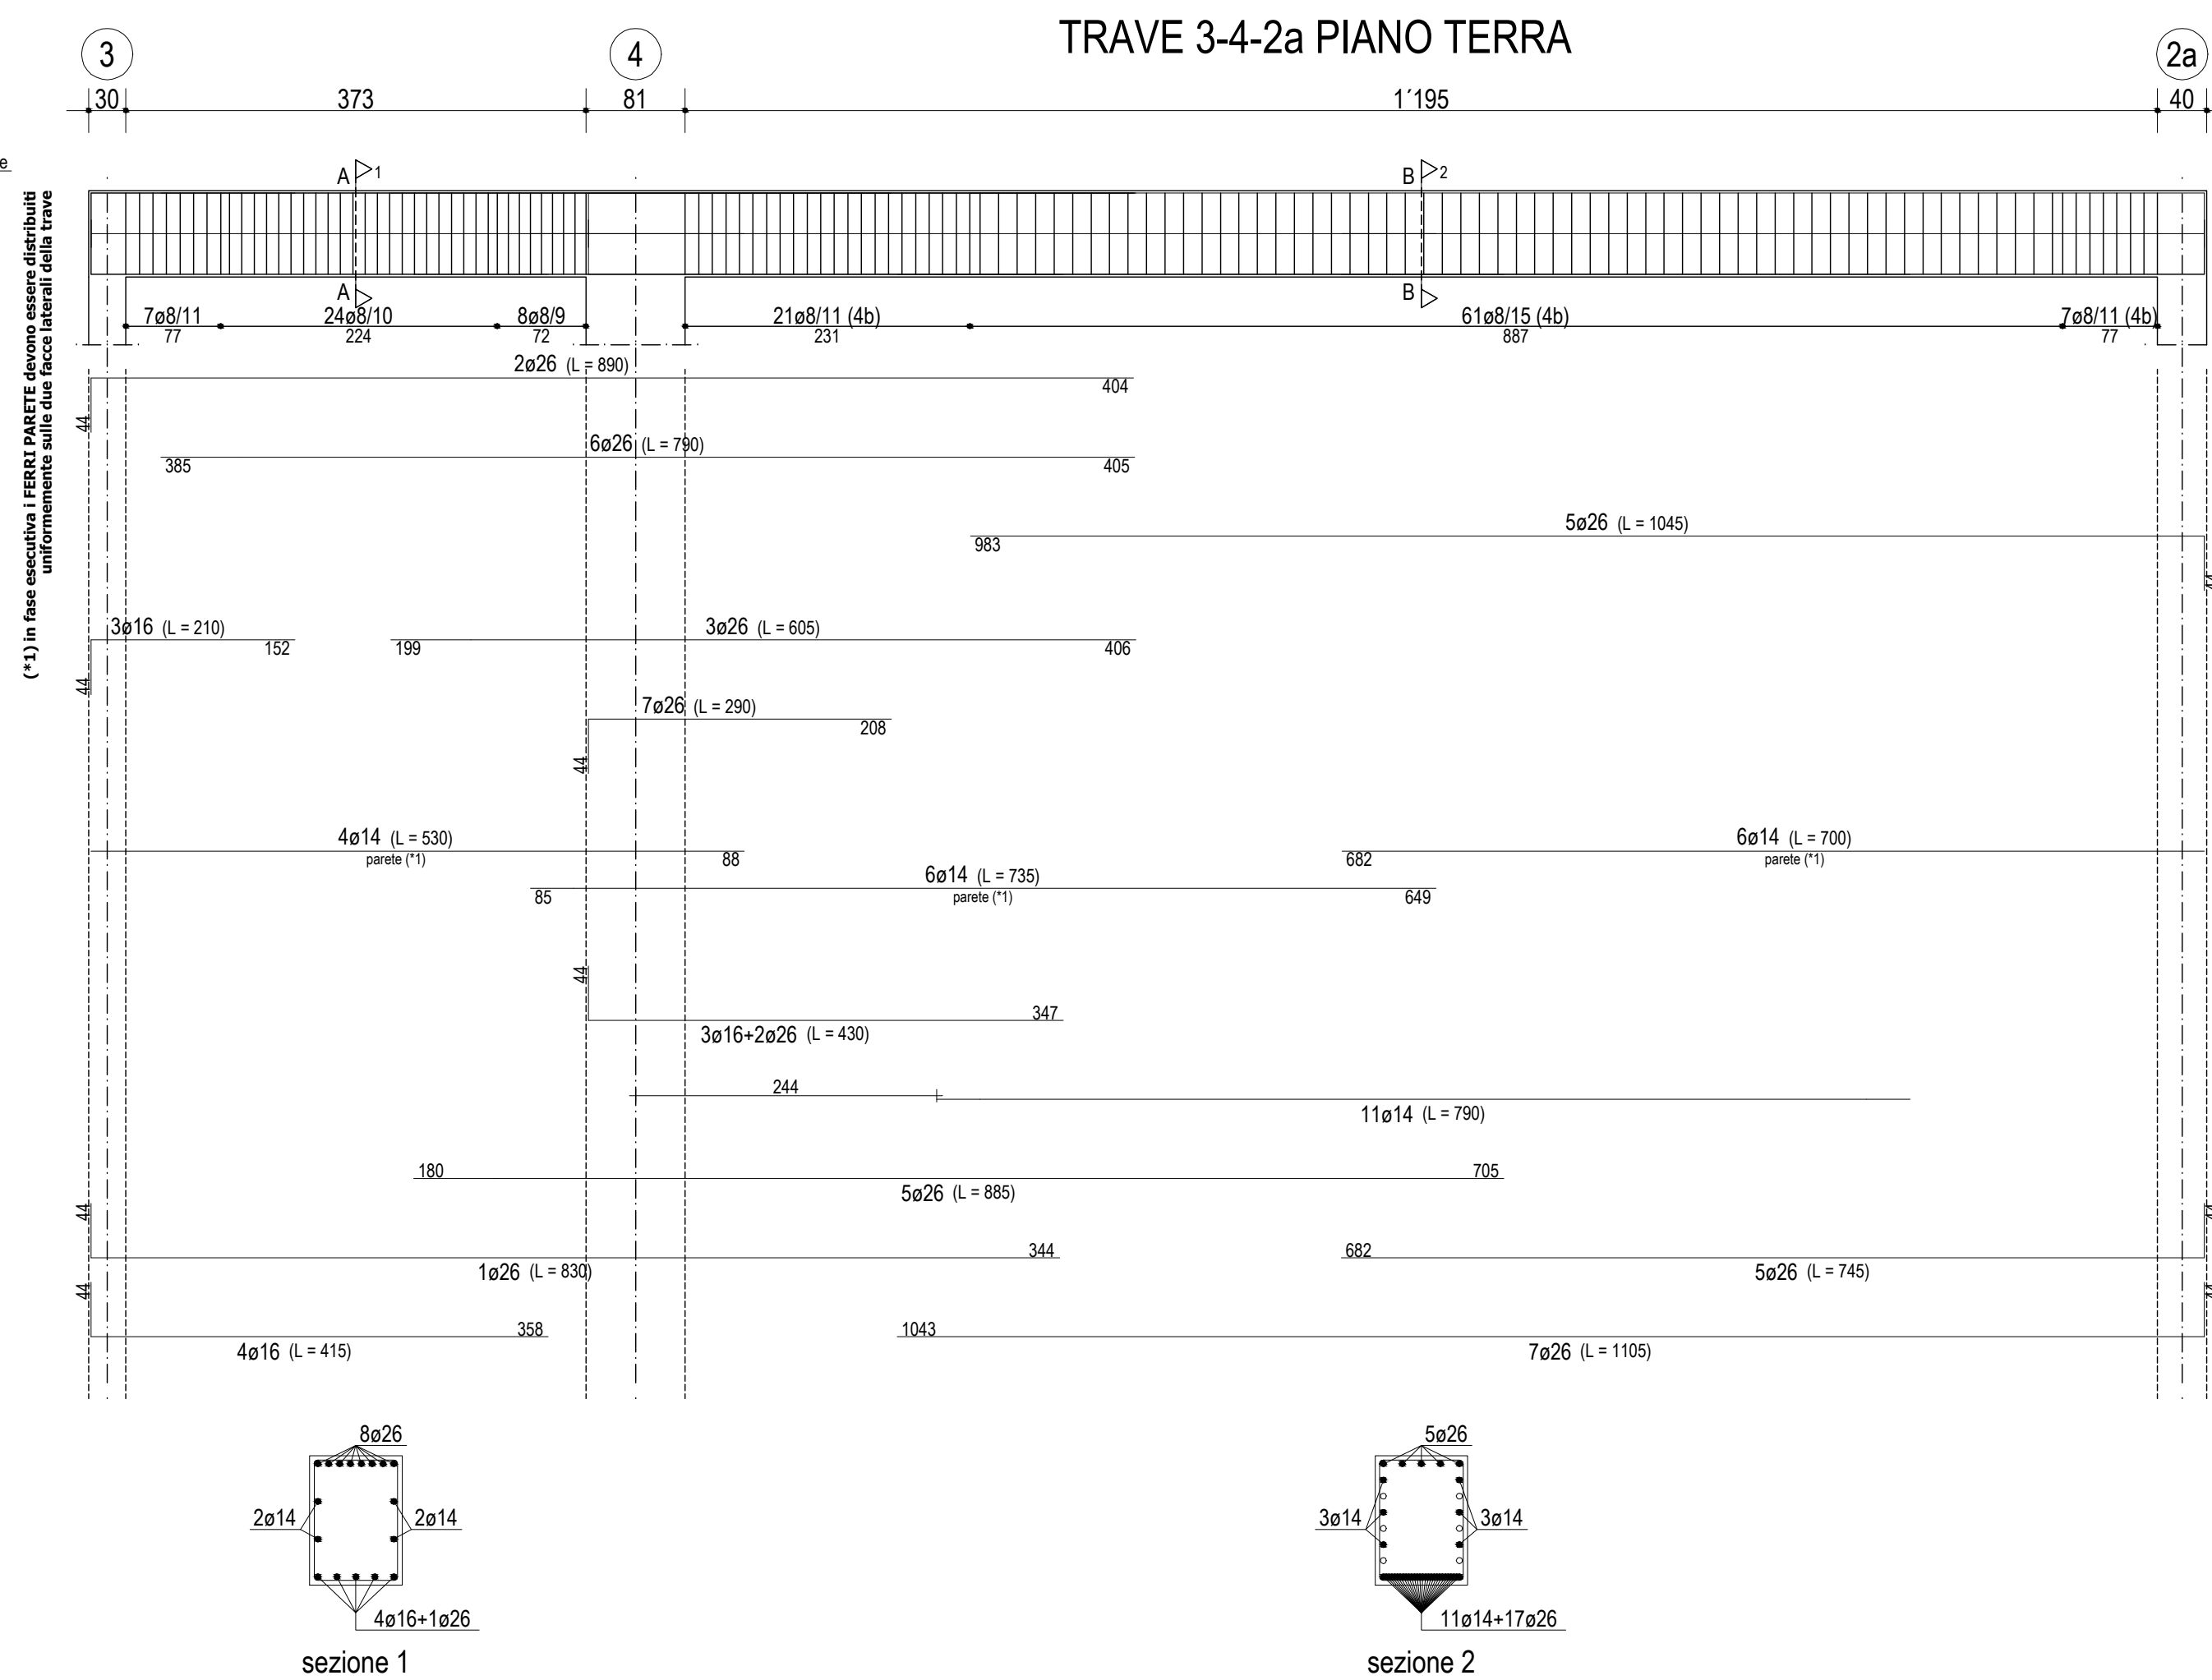 TRAVE 3-4-2a PIANO TERRA
3
4
2a
30
373
81
1´195
40
e
(*1) in fase esecutiva i FERRI PARETE devono essere distribuiti
uniformemente sulle due facce laterali della trave
A
1
B
2
A
B
7ø8/11
24ø8/10
8ø8/9
21ø8/11 (4b)
61ø8/15 (4b)
7ø8/11 (4b)
77
224
72
231
887
77
2ø26 (L = 890)
404
44
6ø26 (L = 790)
385
405
5ø26 (L = 1045)
983
44
3ø16 (L = 210)
152
44
3ø26 (L = 605)
199
406
7ø26 (L = 290)
208
44
4ø14 (L = 530)
parete (*1)
88
6ø14 (L = 700)
682
parete (*1)
6ø14 (L = 735)
85
parete (*1)
649
44
347
3ø16+2ø26 (L = 430)
244
11ø14 (L = 790)
180
705
5ø26 (L = 885)
44
344
1ø26 (L = 830)
44
682
5ø26 (L = 745)
44
358
4ø16 (L = 415)
44
1043
7ø26 (L = 1105)
8ø26
2ø14
2ø14
4ø16+1ø26
sezione 1
5ø26
3ø14
3ø14
11ø14+17ø26
sezione 2